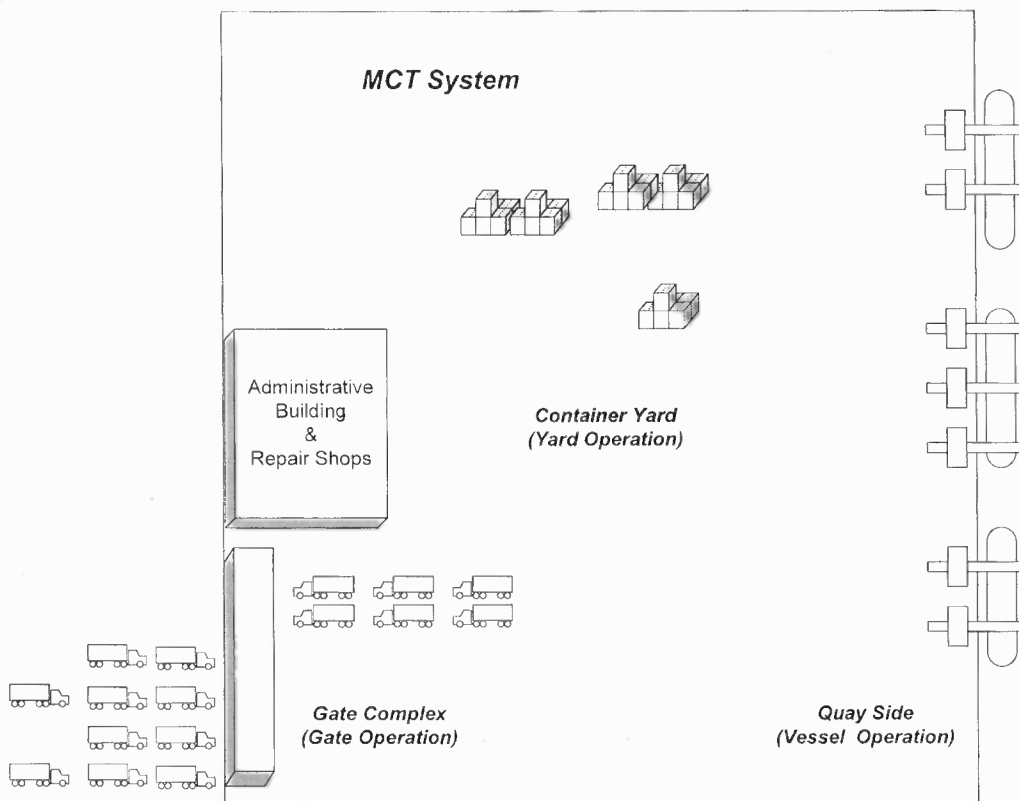 MCT System
Administrative
Building
&
Repair Shops
Container Yard
(Yard Operation)
Gate Complex
(Gate Operation)
Quay Side
(Vessel Operation)